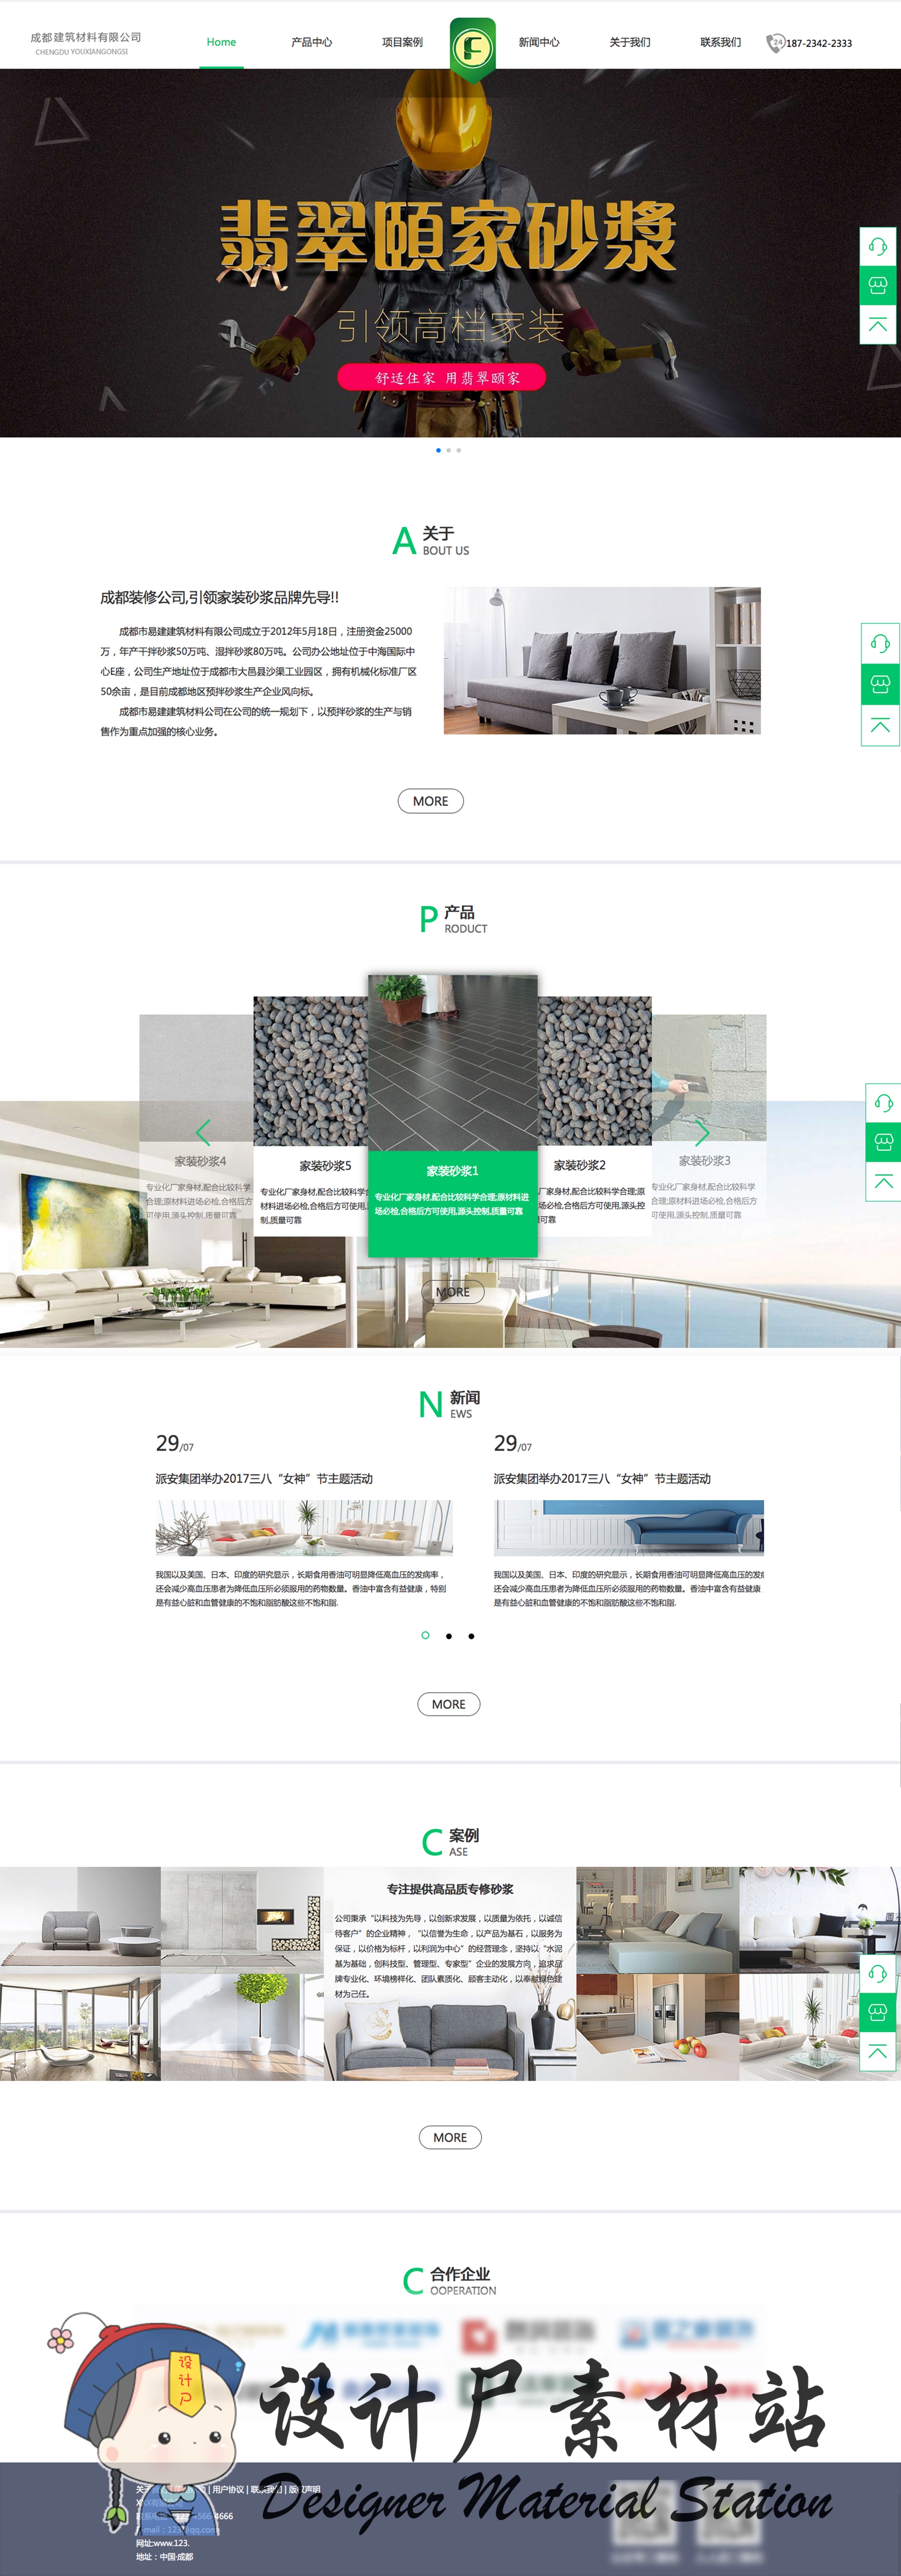 成都建筑材料有限公司
CHENGDU YOUXIANGONGSI
Home
产品中心
项目案例
F
新闻中心
关于我们
联系我们
24
187-2342-2333
翡翠頤家砂漿
引领高档家装
舒适住家 用翡翠颐家
A 关于
BOUT US
成都装修公司,引领家装砂浆品牌先导!!
成都市易建建筑材料有限公司成立于2012年5月18日，注册资金25000
万，年产干拌砂浆50万吨、湿拌砂浆80万吨。公司办公地址位于中海国际中
心E座，公司生产地址位于成都市大邑县沙渠工业园区，拥有机械化标准厂区
50余亩，是目前成都地区预拌砂浆生产企业风向标。
成都市易建建筑材料公司在公司的统一规划下，以预拌砂浆的生产与销
售作为重点加强的核心业务。
MORE
P 产品
RODUCT
家装砂浆4
专业化厂家身材,配合比较科学
合理;原材料进场必检,合格后方
可使用,源头控制,质量可靠
家装砂浆5
专业化厂家身材,配合比较科学合
材料进场必检,合格后方可使用,
制,质量可靠
家装砂浆1
专业化厂家身材,配合比较科学合理;原材料进
场必检,合格后方可使用,源头控制,质量可靠
家装砂浆2
厂家身材,配合比较科学合理;原
场必检,合格后方可使用,源头控
可靠
家装砂浆3
业化厂家身材,配合比较科学
合理;原材料进场必检,合格后方
可使用,源头控制,质量可靠
MORE
N 新闻
EWS
29/07
派安集团举办2017三八“女神”节主题活动
我国以及美国、日本、印度的研究显示，长期食用香油可明显降低高血压的发病率，
还会减少高血压患者为降低血压所必须服用的药物数量。香油中富含有益健康，特别
是有益心脏和血管健康的不饱和脂肪酸这些不饱和脂.
29/07
派安集团举办2017三八“女神”节主题活动
我国以及美国、日本、印度的研究显示，长期食用香油可明显降低高血压的发
还会减少高血压患者为降低血压所必须服用的药物数量。香油中富含有益健康
是有益心脏和血管健康的不饱和脂肪酸这些不饱和脂.
MORE
C 案例
ASE
专注提供高品质专修砂浆
公司秉承“以科技为先导，以创新求发展，以质量为依托，以诚信
待客户”的企业精神，“以信誉为生命，以产品为基石，以服务为
保证，以价格为标杆，以利润为中心”的经营理念，坚持以“水泥
基为基础，创科技型、管理型、专家型”企业的发展方向，追求品
牌专业化、环境榜样化、团队素质化、顾客主动化，以奉献绿色建
材为己任。
MORE
C 合作企业
OOPERATION
设计尸
设计尸素材站
Designer Material Station
| 用户协议 |
4666
网址:www.123.
地址：中国·成都